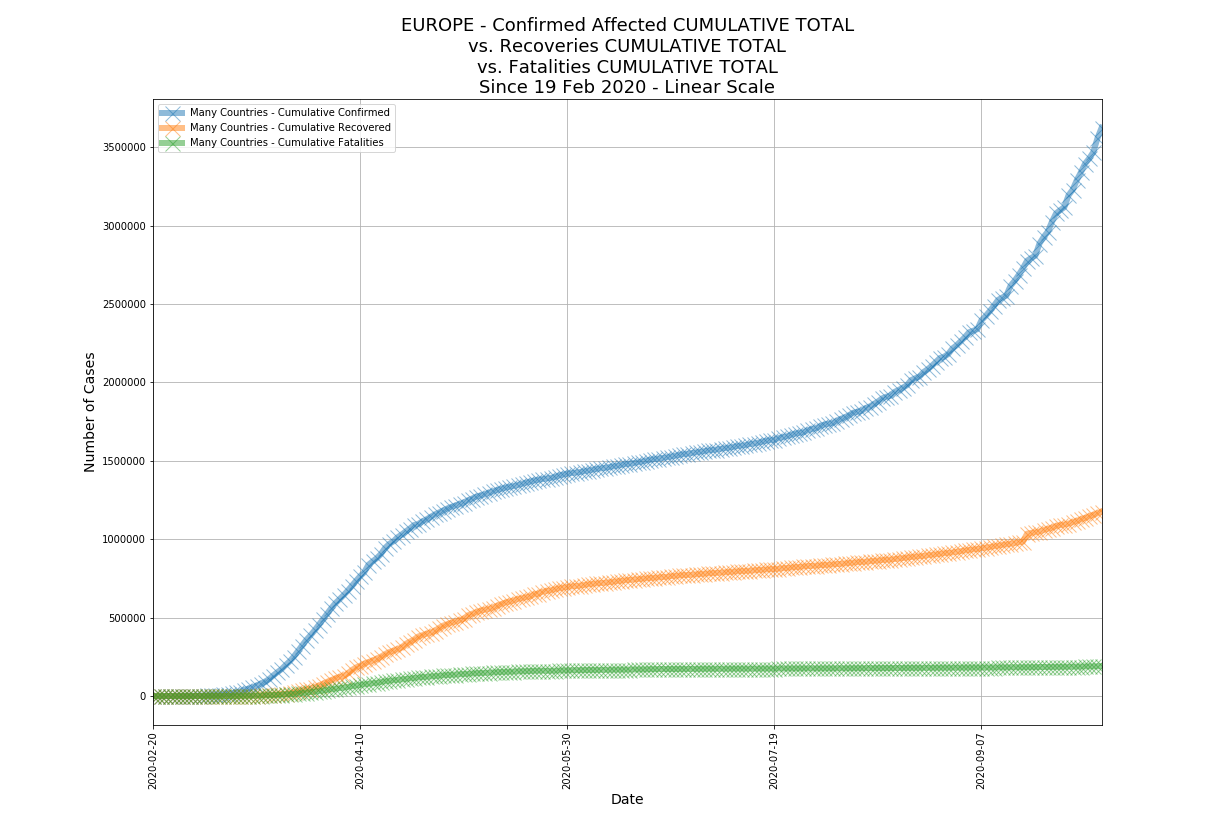 EUROPE - Confirmed Affected CUMULATIVE TOTAL
vs. Recoveries CUMULATIVE TOTAL
vs. Fatalities CUMULATIVE TOTAL
Since 19 Feb 2020 - Linear Scale
Many Countries - Cumulative Confirmed
Many Countries - Cumulative Recovered
Many Countries - Cumulative Fatalities
3500000
3000000
2500000
2000000
1500000
1000000
500000
0
Number of Cases
2020-02-20
2020-04-10
2020-05-30
2020-07-19
2020-09-07
Date